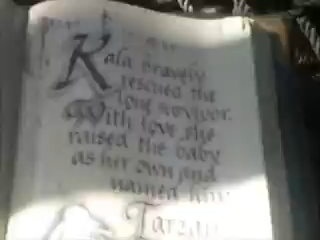 Kala bravely
rescued the
lone survivor.
With love, she
raised the baby
as her own and
named him
Tarzan